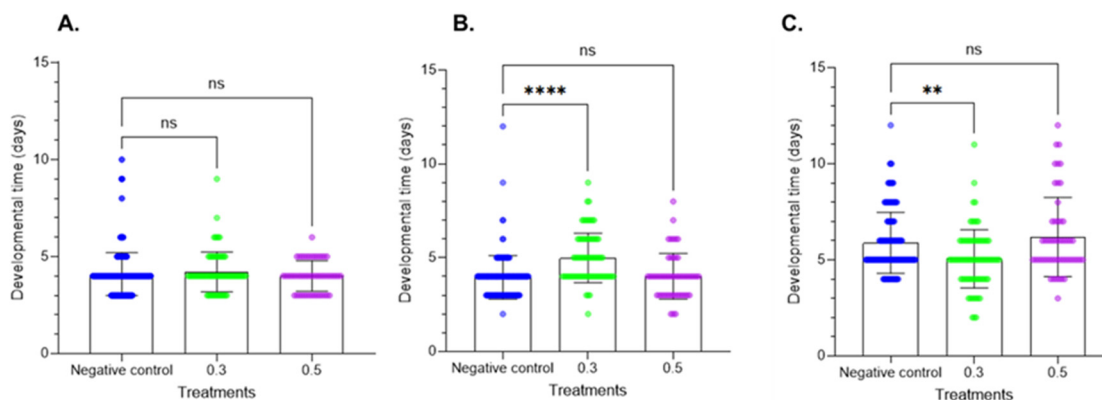 A.
15
10
5
0
Developmental time (days)
ns
ns
Negative control 0.3 0.5
Treatments
B.
15
10
5
0
Developmental time (days)
ns
****
Negative control 0.3 0.5
Treatments
C.
15
10
5
0
Developmental time (days)
ns
**
Negative control 0.3 0.5
Treatments